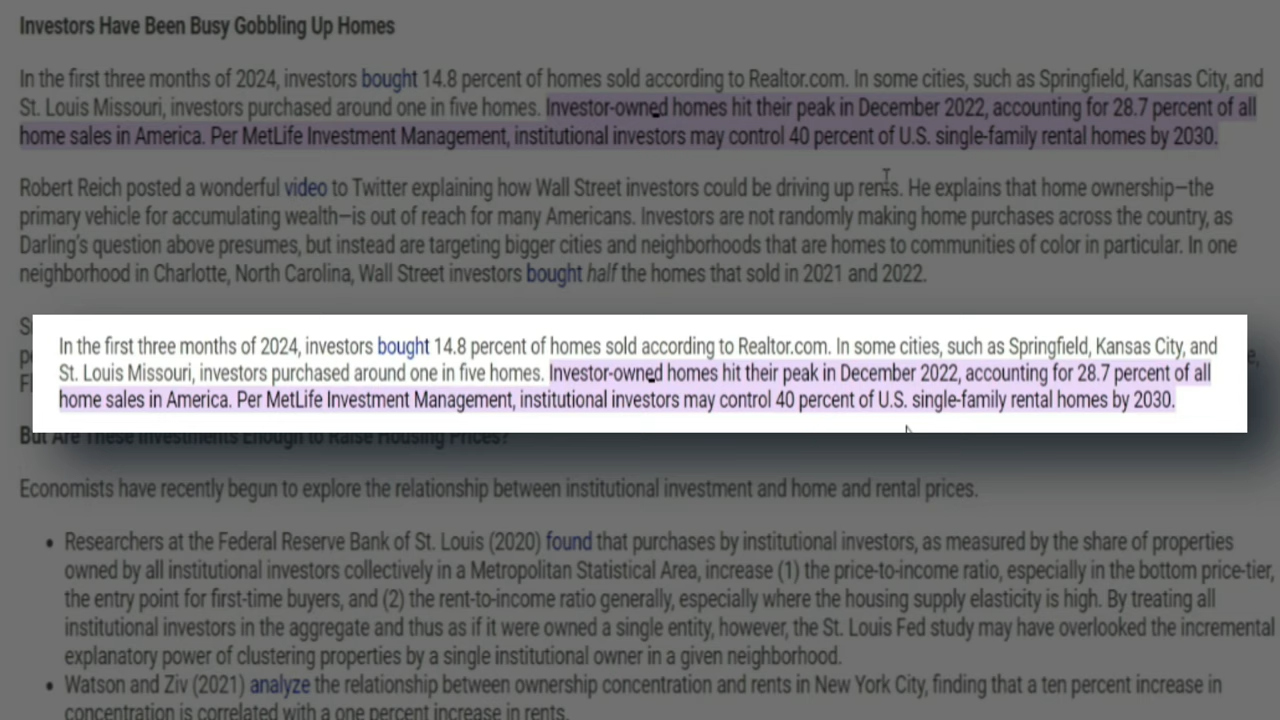 Investors Have Been Busy Gobbling Up Homes
In the first three months of 2024, investors bought 14.8 percent of homes sold according to Realtor.com. In some cities, such as Springfield, Kansas City, and
St. Louis Missouri, investors purchased around one in five homes. Investor-owned homes hit their peak in December 2022, accounting for 28.7 percent of all
home sales in America. Per MetLife Investment Management, institutional investors may control 40 percent of U.S. single-family rental homes by 2030.
Robert Reich posted a wonderful video to Twitter explaining how Wall Street investors could be driving up rents. He explains that home ownership—the
primary vehicle for accumulating wealth—is out of reach for many Americans. Investors are not randomly making home purchases across the country, as
Darling's question above presumes, but instead are targeting bigger cities and neighborhoods that are homes to communities of color in particular. In one
neighborhood in Charlotte, North Carolina, Wall Street investors bought half the homes that sold in 2021 and 2022.
In the first three months of 2024, investors bought 14.8 percent of homes sold according to Realtor.com. In some cities, such as Springfield, Kansas City, and
St. Louis Missouri, investors purchased around one in five homes. Investor-owned homes hit their peak in December 2022, accounting for 28.7 percent of all
home sales in America. Per MetLife Investment Management, institutional investors may control 40 percent of U.S. single-family rental homes by 2030.
But Are These Investments Enough to Raise Housing Prices?
Economists have recently begun to explore the relationship between institutional investment and home and rental prices.
• Researchers at the Federal Reserve Bank of St. Louis (2020) found that purchases by institutional investors, as measured by the share of properties
owned by all institutional investors collectively in a Metropolitan Statistical Area, increase (1) the price-to-income ratio, especially in the bottom price-tier,
the entry point for first-time buyers, and (2) the rent-to-income ratio generally, especially where the housing supply elasticity is high. By treating all
institutional investors in the aggregate and thus as if it were owned a single entity, however, the St. Louis Fed study may have overlooked the incremental
explanatory power of clustering properties by a single institutional owner in a given neighborhood.
• Watson and Ziv (2021) analyze the relationship between ownership concentration and rents in New York City, finding that a ten percent increase in
concentration is correlated with a one percent increase in rents.